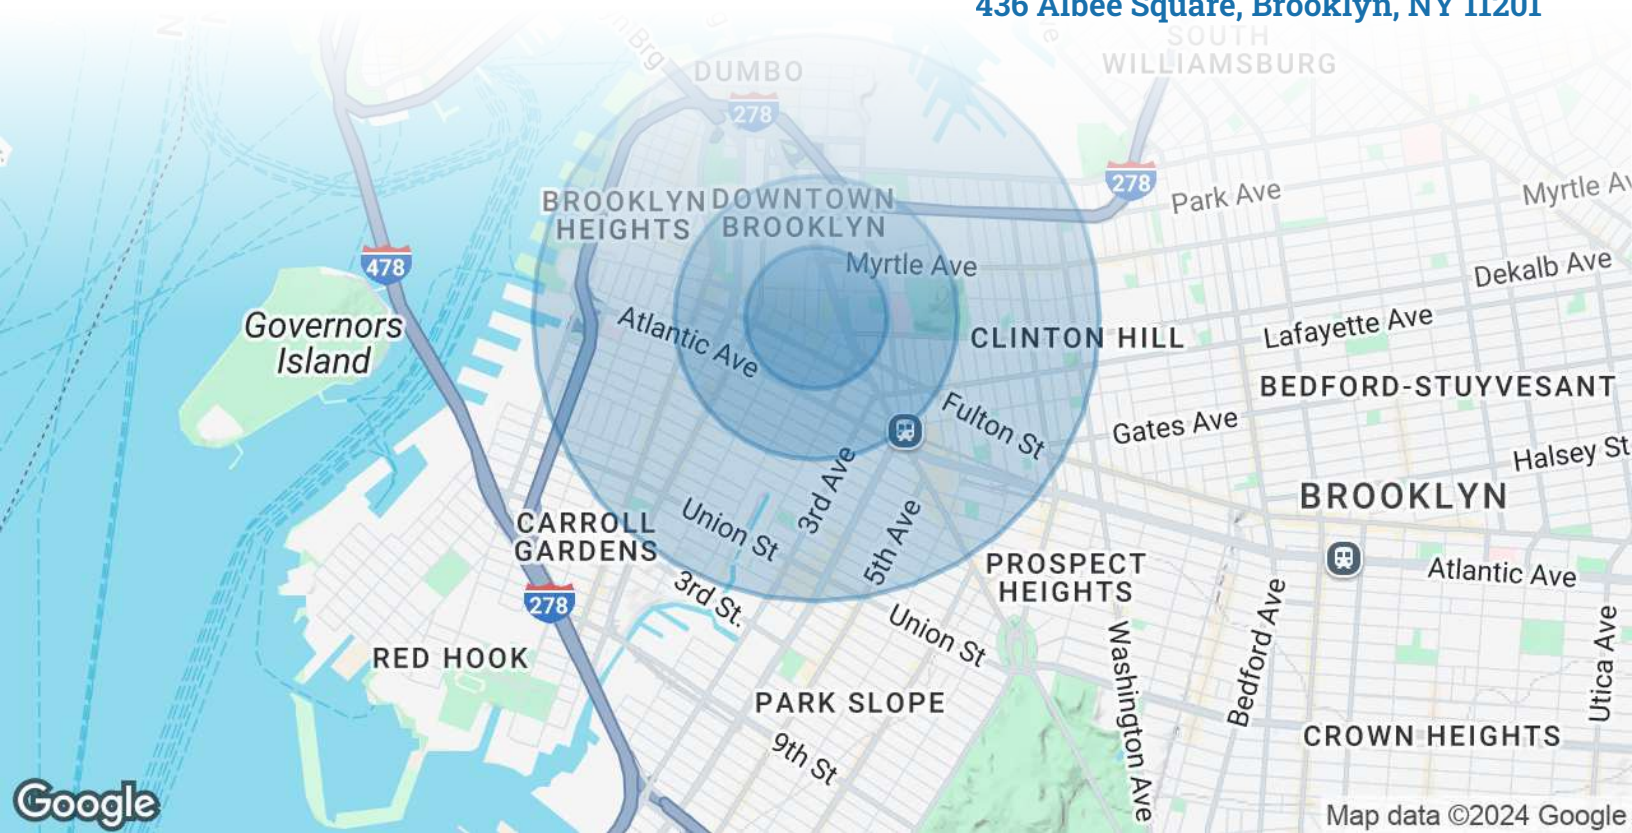 436 Albee Square, Brooklyn, NY 11201
SOUTH
WILLIAMSBURG
Brg
DUMBO
278
278
Park Ave
Myrtle Av
BROOKLYN
HEIGHTS
DOWNTOWN
BROOKLYN
Myrtle Ave
Dekalb Ave
478
Governors
Island
Atlantic Ave
CLINTON HILL
Lafayette Ave
BEDFORD-STUYVESANT
Fulton St
Gates Ave
Halsey St
BROOKLYN
3rd Ave
Union St
5th Ave
CARROLL
GARDENS
PROSPECT
HEIGHTS
Atlantic Ave
278
3rd St.
Union St
Washington Ave
Bedford Ave
Utica Ave
RED HOOK
PARK SLOPE
9th St
CROWN HEIGHTS
Google
Map data ©2024 Google